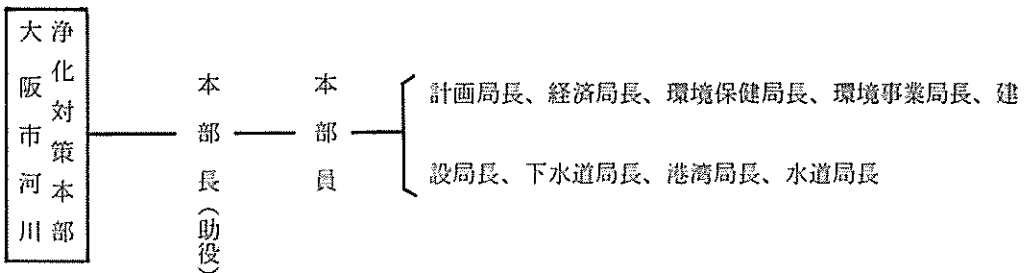 大阪市河川
浄化対策本部
本部長(助役)
本部員
計画局長、経済局長、環境保健局長、環境事業局長、建
設局長、下水道局長、港湾局長、水道局長